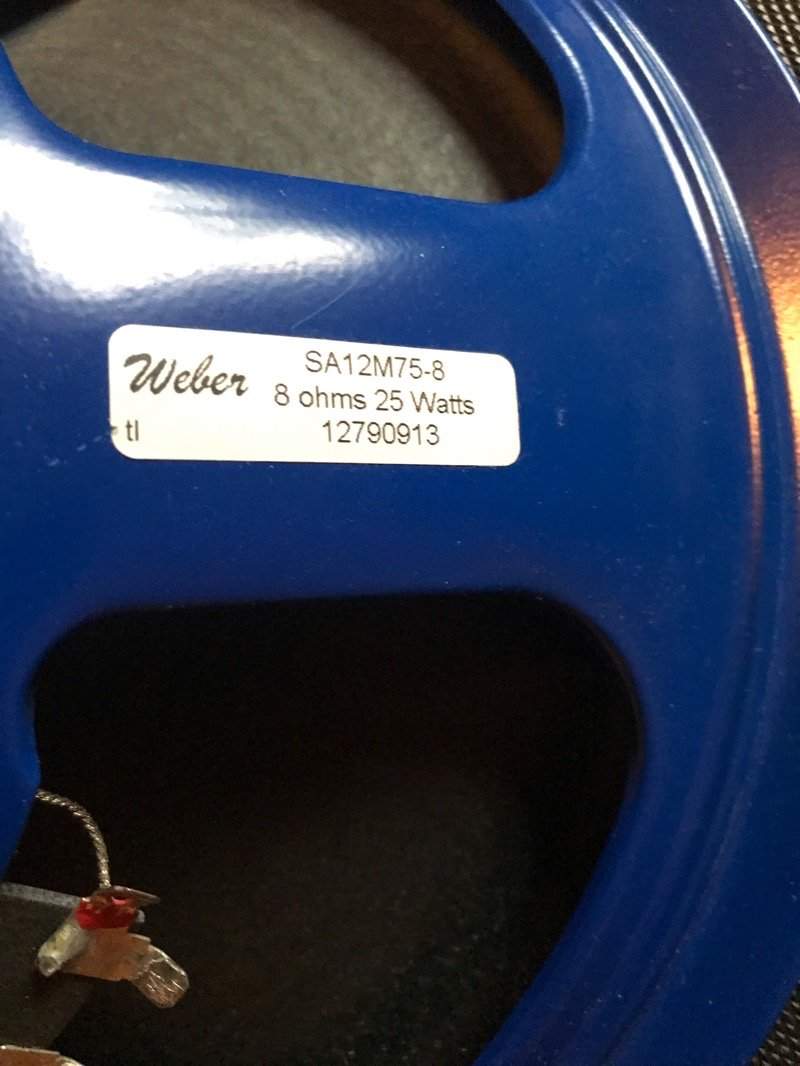 Weber SA12M75-8
8 ohms 25 Watts
tl 12790913